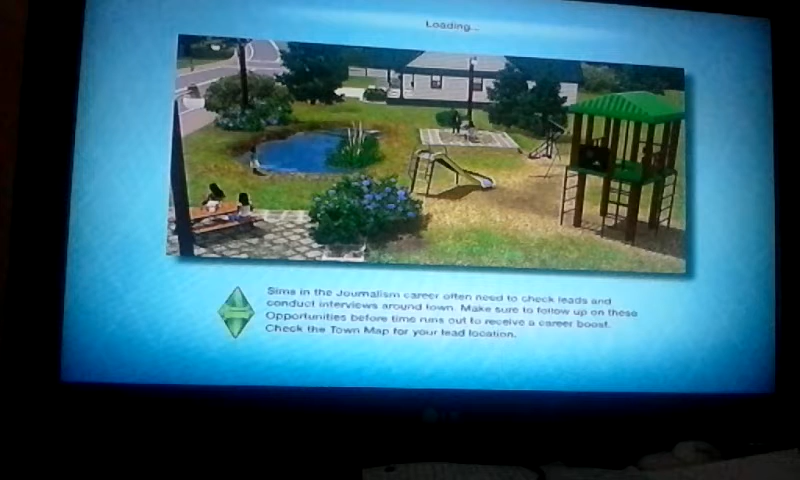 Loading...
Sims in the Journalism career often need to check leads and
conduct interviews around town. Make sure to follow up on these
Opportunities before time runs out to receive a career boost.
Check the Town Map for your lead location.